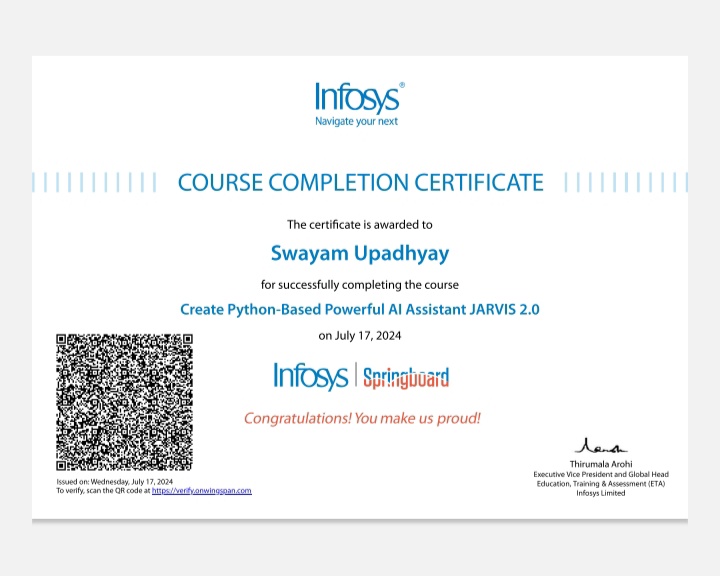 Infosys®
Navigate your next
COURSE COMPLETION CERTIFICATE
The certificate is awarded to
Swayam Upadhyay
for successfully completing the course
Create Python-Based Powerful AI Assistant JARVIS 2.0
on July 17, 2024
Infosys | Springboard
Congratulations! You make us proud!
Issued on: Wednesday, July 17, 2024
To verify, scan the QR code at https://verify.onwingspan.com
Thirumala Arohi
Executive Vice President and Global Head
Education, Training & Assessment (ETA)
Infosys Limited